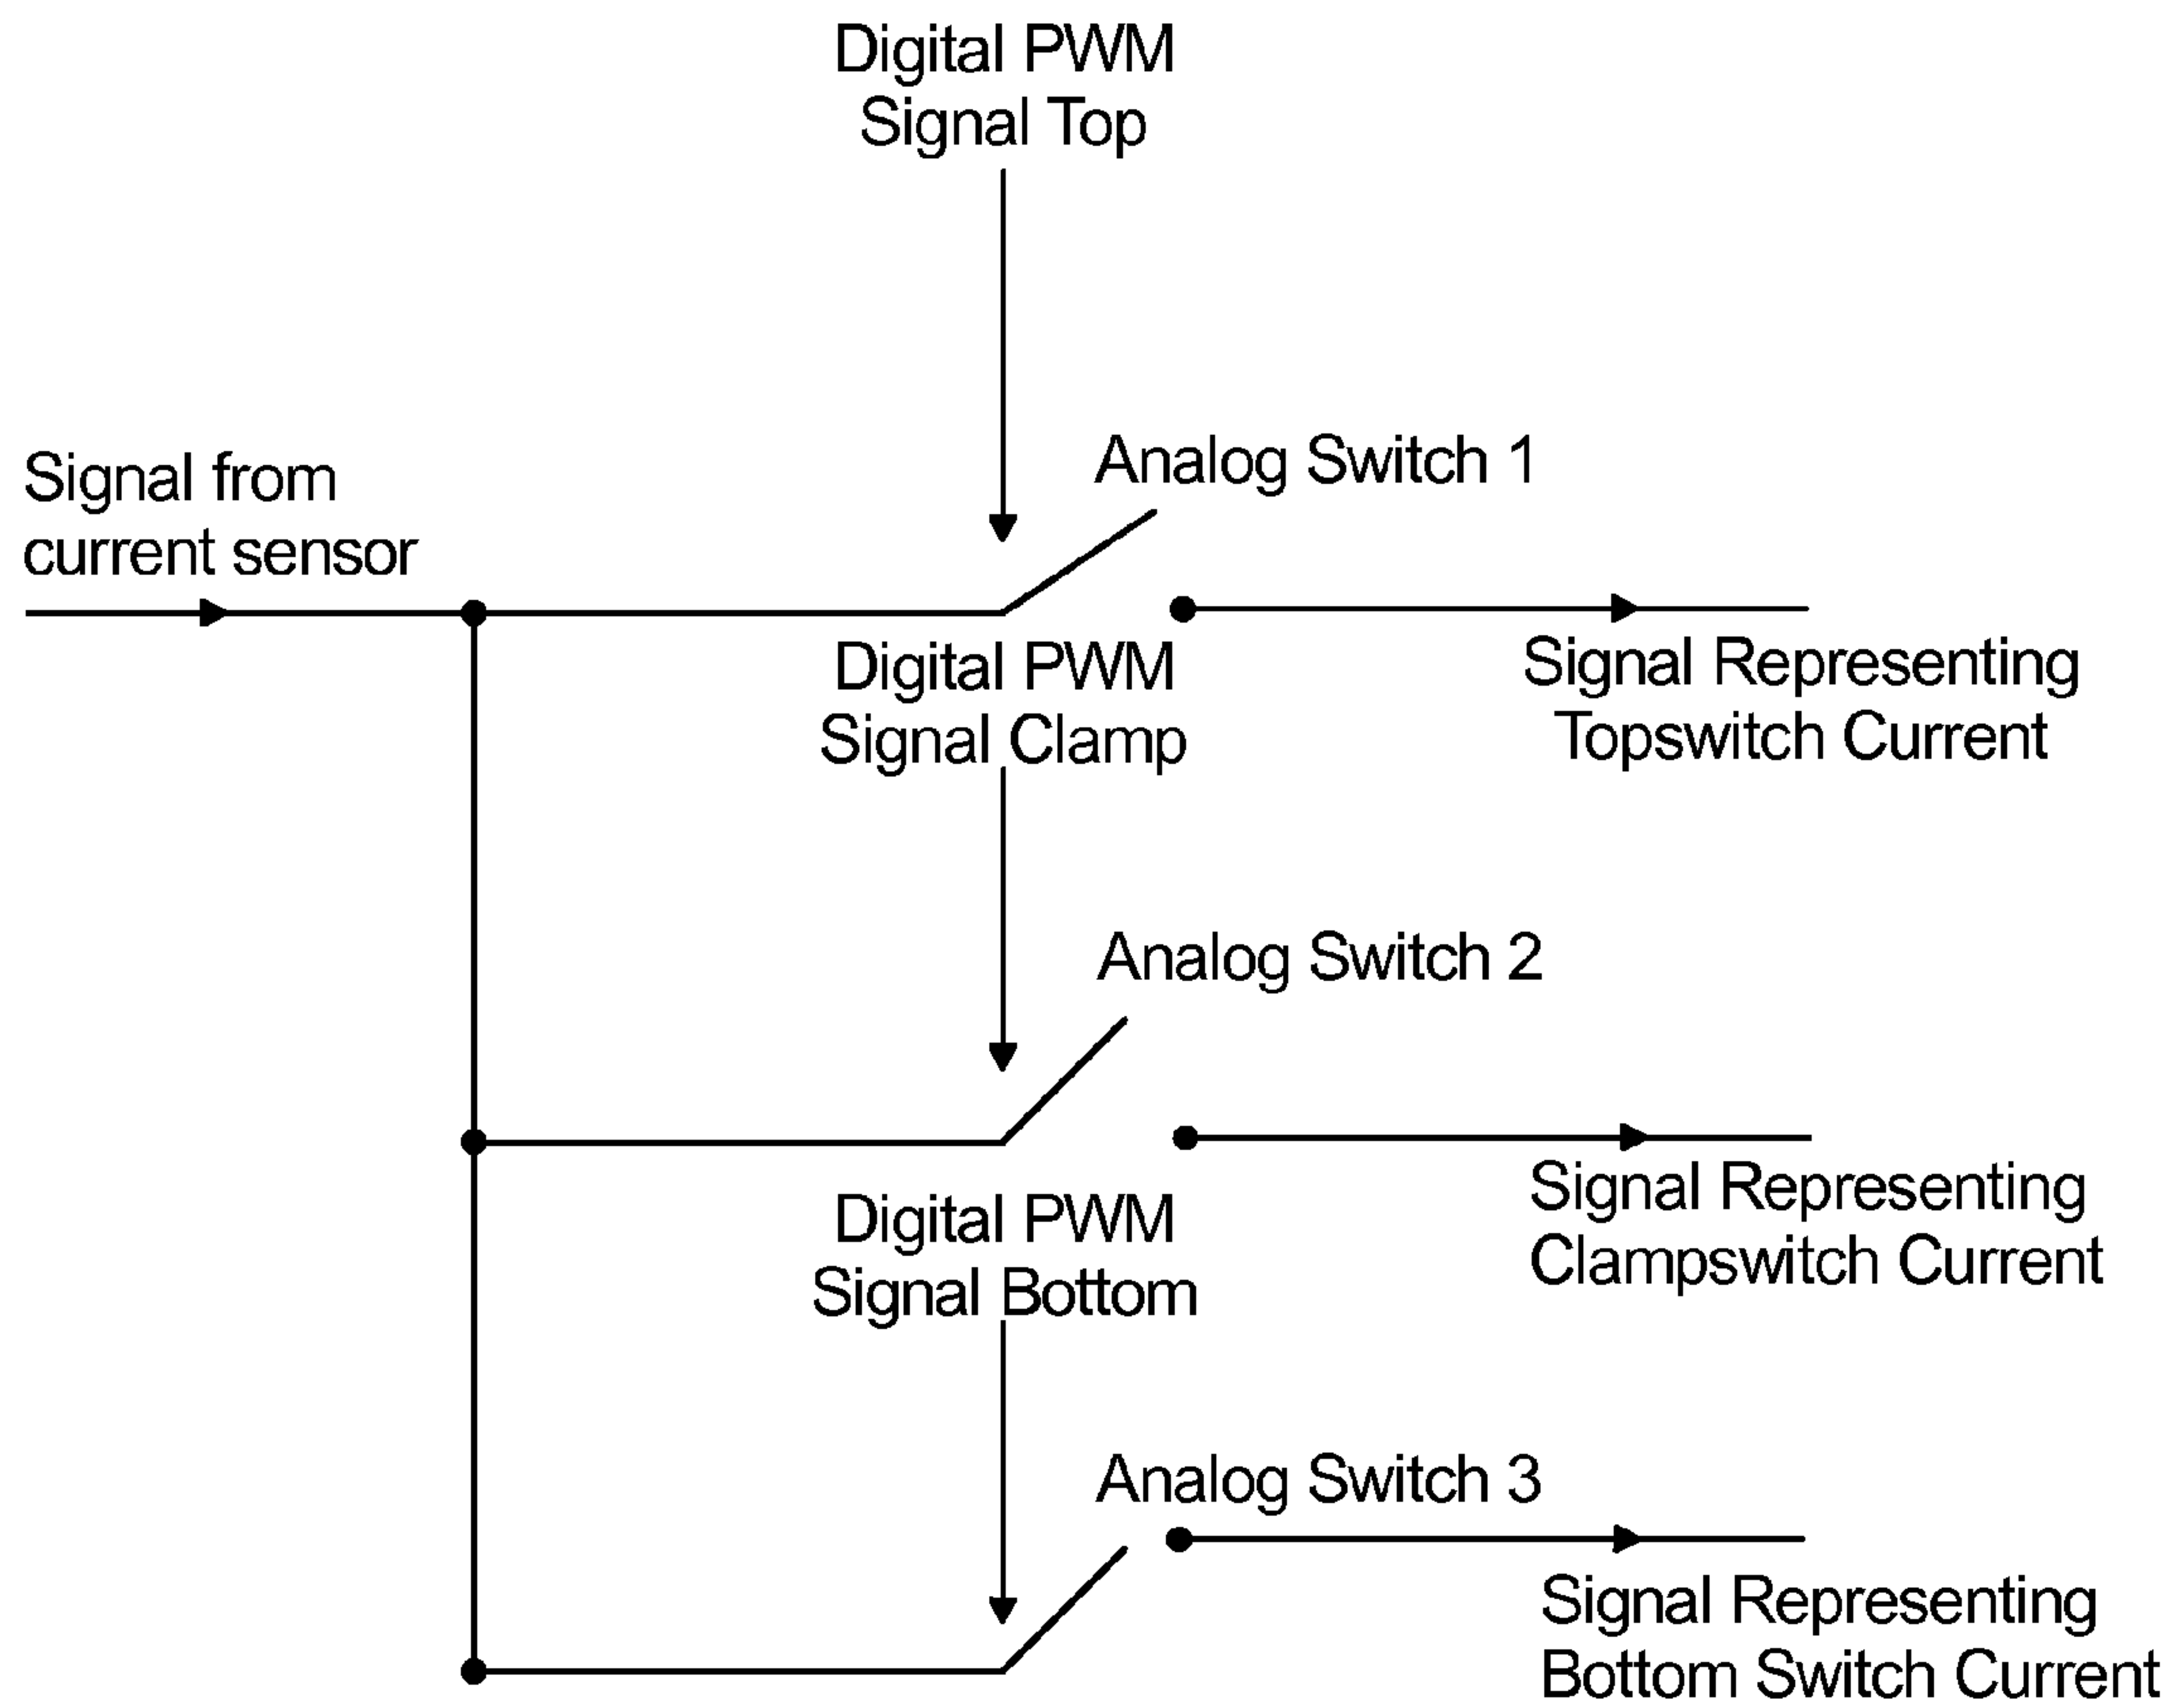 Digital PWM
Signal Top
Analog Switch 1
Signal from
current sensor
Digital PWM
Signal Clamp
Signal Representing
Topswitch Current
Analog Switch 2
Digital PWM
Signal Bottom
Signal Representing
Clampswitch Current
Analog Switch 3
Signal Representing
Bottom Switch Current